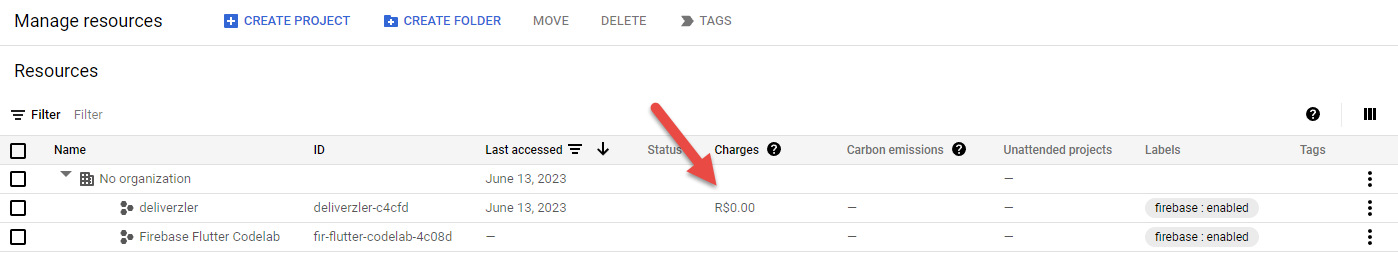 Manage resources CREATE PROJECT CREATE FOLDER MOVE DELETE TAGS
Resources
Filter Filter
Name ID Last accessed Status Charges Carbon emissions Unattended projects Labels Tags
No organization June 13, 2023 —
deliverzler deliverzler-c4cfd June 13, 2023 R$0.00 — — firebase : enabled
Firebase Flutter Codelab fir-flutter-codelab-4c08d — — — firebase : enabled